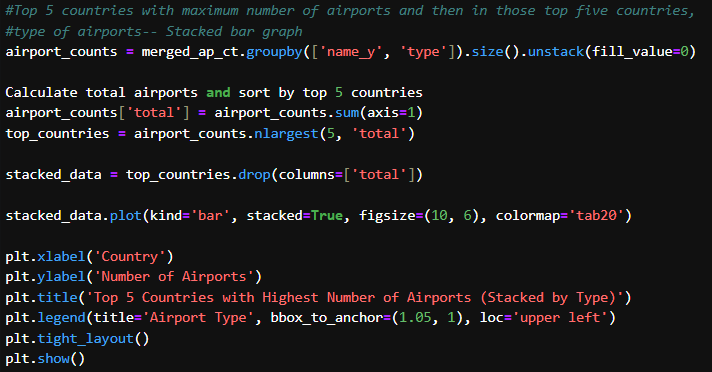 #Top 5 countries with maximum number of airports and then in those top five countries,
#type of airports-- Stacked bar graph
airport_counts = merged_ap_ct.groupby(['name_y', 'type']).size().unstack(fill_value=0)
Calculate total airports and sort by top 5 countries
airport_counts['total'] = airport_counts.sum(axis=1)
top_countries = airport_counts.nlargest(5, 'total')
stacked_data = top_countries.drop(columns=['total'])
stacked_data.plot(kind='bar', stacked=True, figsize=(10, 6), colormap='tab20')
plt.xlabel('Country')
plt.ylabel('Number of Airports')
plt.title('Top 5 Countries with Highest Number of Airports (Stacked by Type)')
plt.legend(title='Airport Type', bbox_to_anchor=(1.05, 1), loc='upper left')
plt.tight_layout()
plt.show()